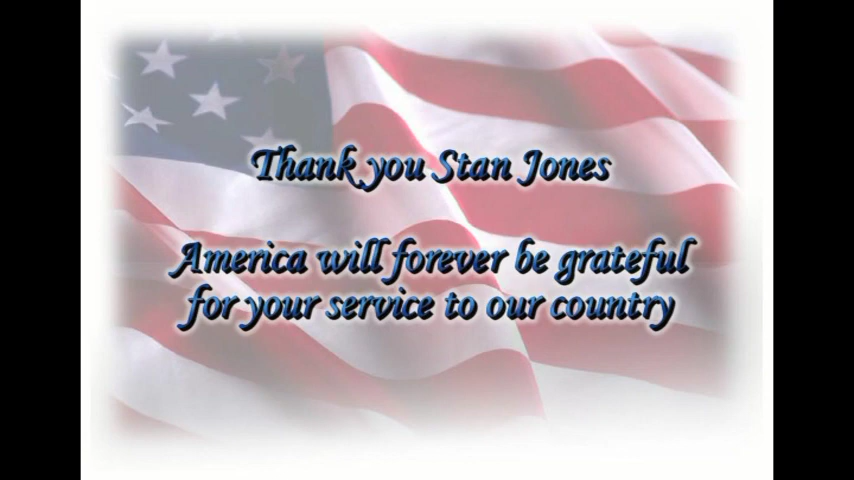 Thank you Stan Jones
America will forever be grateful
for your service to our country